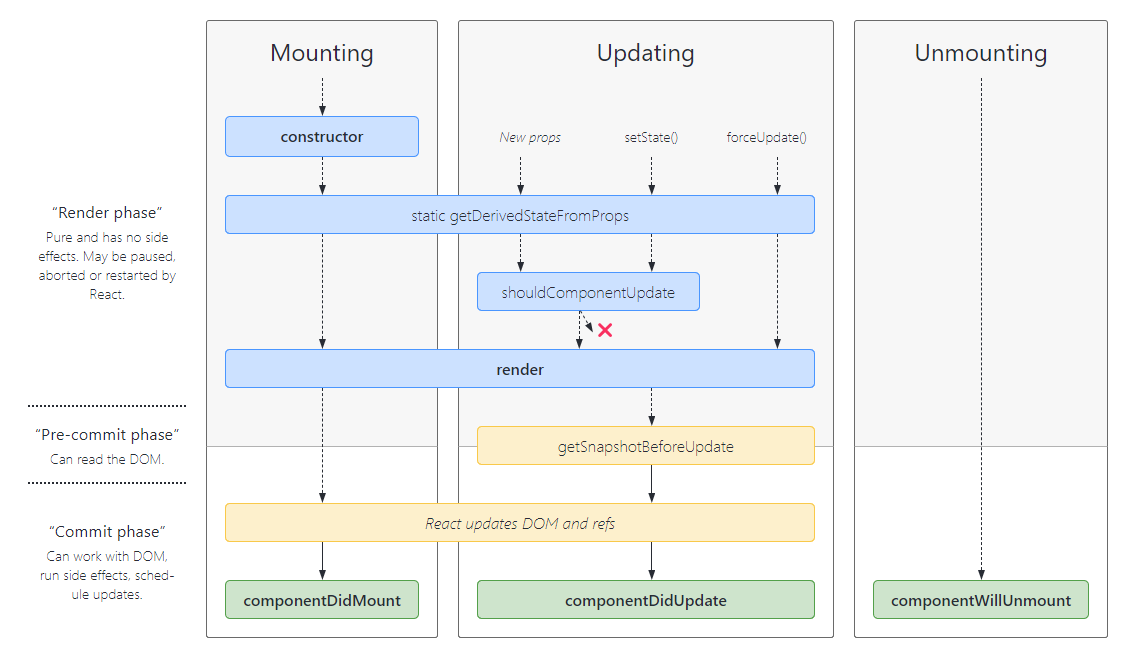 Mounting
Updating
Unmounting
constructor
New props
setState()
forceUpdate()
“Render phase”
Pure and has no side
effects. May be paused,
aborted or restarted by
React.
static getDerivedStateFromProps
shouldComponentUpdate
render
“Pre-commit phase”
Can read the DOM.
getSnapshotBeforeUpdate
“Commit phase”
Can work with DOM,
run side effects, sched-
ule updates.
React updates DOM and refs
componentDidMount
componentDidUpdate
componentWillUnmount